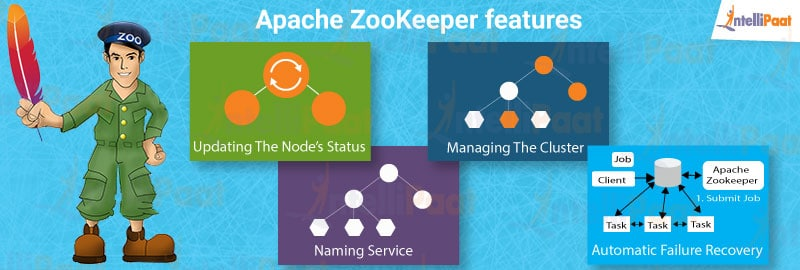 Apache ZooKeeper features
INTELLIPAAT
ZOO
Updating The Node's Status
Managing The Cluster
Naming Service
Job
Client
Apache
Zookeeper
1. Submit Job
Task
Task
Task
Automatic Failure Recovery